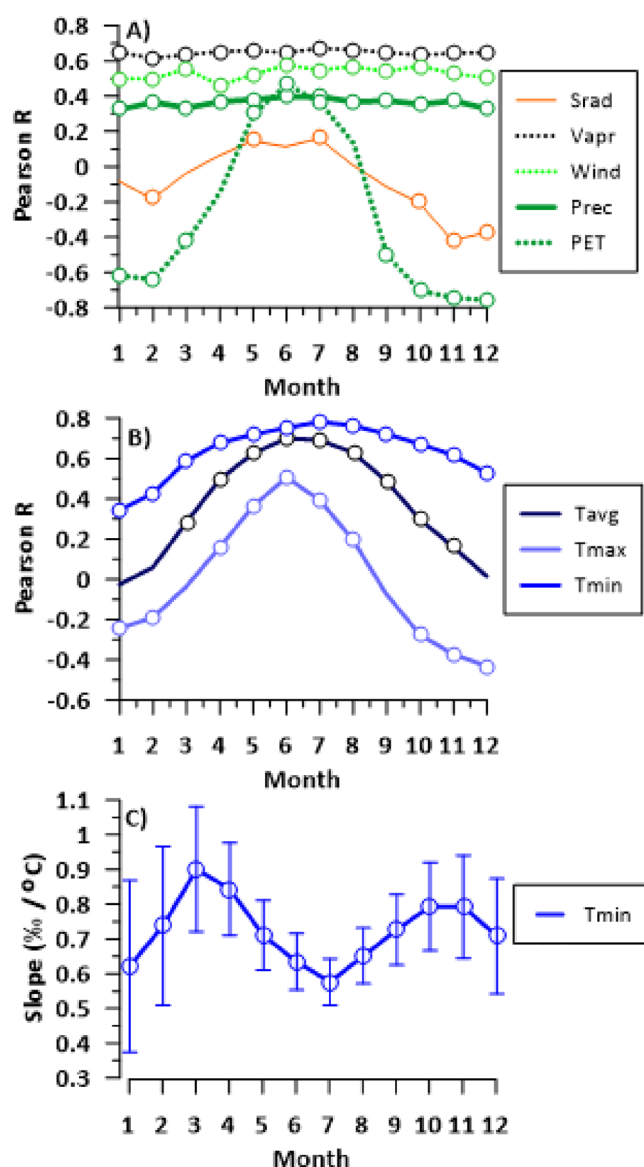 A)
Pearson R
0.8
0.6
0.4
0.2
0
-0.2
-0.4
-0.6
-0.8
1 2 3 4 5 6 7 8 9 10 11 12
Month
Srad
Vapr
Wind
Prec
PET
B)
Pearson R
0.8
0.6
0.4
0.2
0
-0.2
-0.4
-0.6
1 2 3 4 5 6 7 8 9 10 11 12
Month
Tavg
Tmax
Tmin
C)
Slope (‰ / ºC)
1.1
1
0.9
0.8
0.7
0.6
0.5
0.4
0.3
1 2 3 4 5 6 7 8 9 10 11 12
Month
Tmin